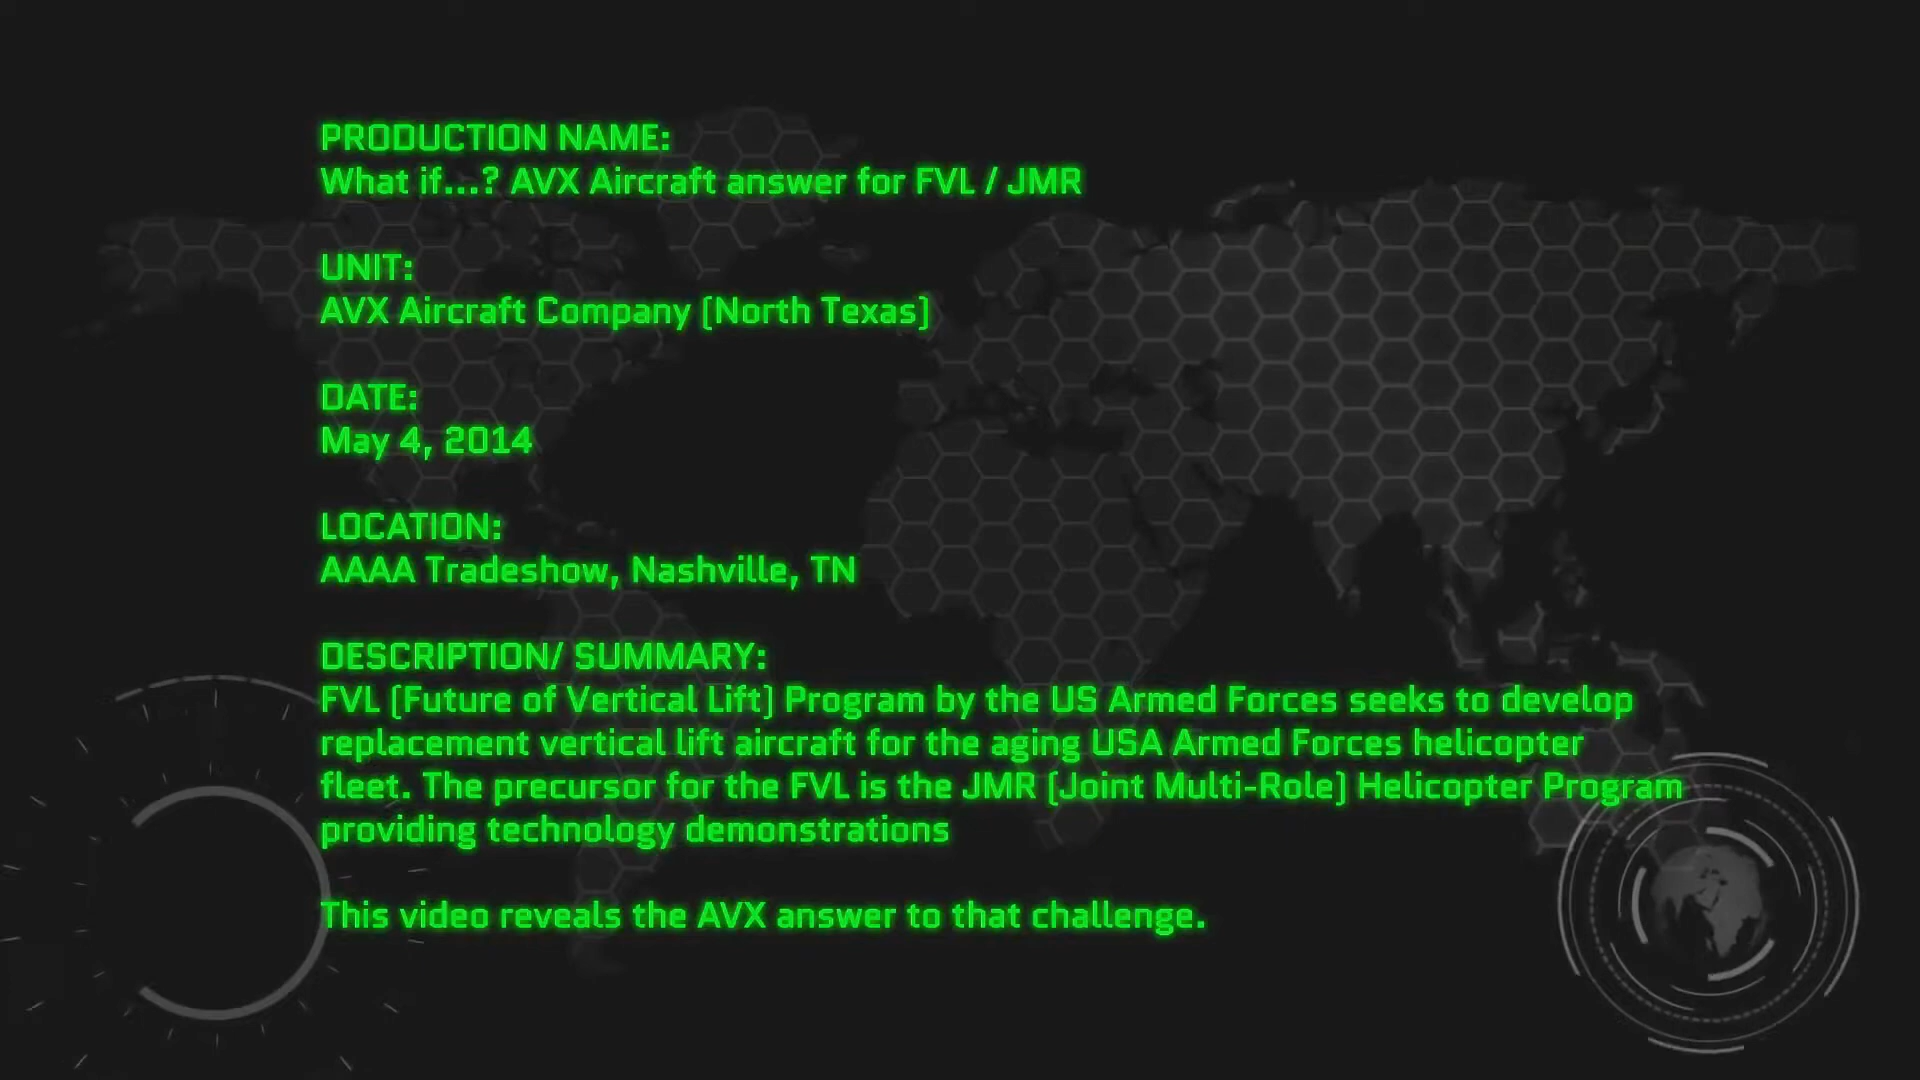 PRODUCTION NAME:
What if...? AVX Aircraft answer for FVL / JMR
UNIT:
AVX Aircraft Company (North Texas)
DATE:
May 4, 2014
LOCATION:
AAAA Tradeshow, Nashville, TN
DESCRIPTION/ SUMMARY:
FVL (Future of Vertical Lift) Program by the US Armed Forces seeks to develop
replacement vertical lift aircraft for the aging USA Armed Forces helicopter
fleet. The precursor for the FVL is the JMR (Joint Multi-Role) Helicopter Program
providing technology demonstrations
This video reveals the AVX answer to that challenge.